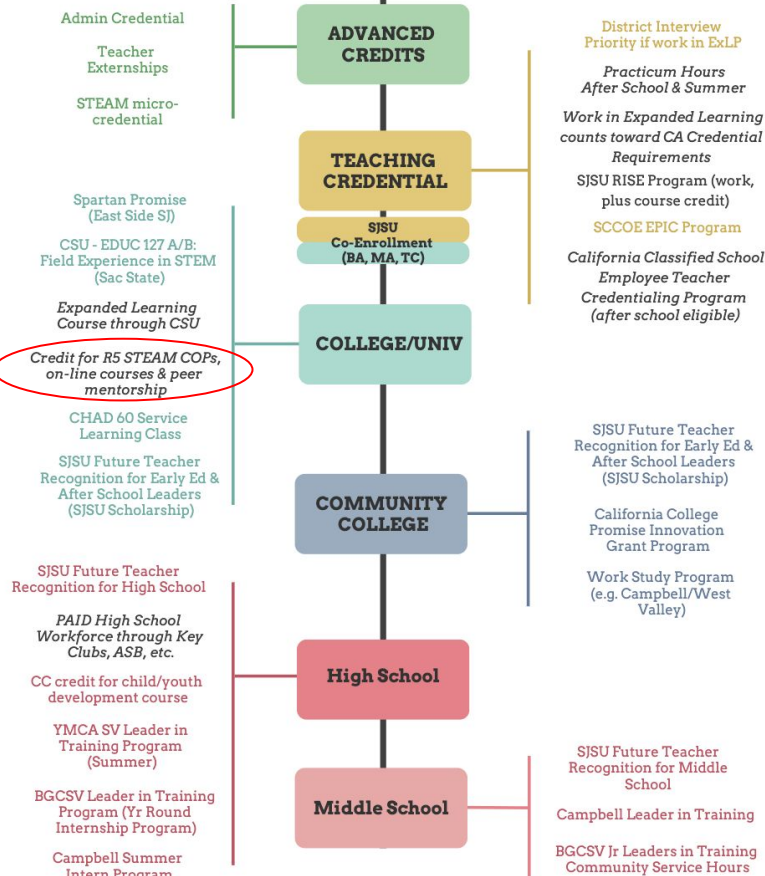 Admin Credential
Teacher
Externships
STEAM micro-
credential
ADVANCED
CREDITS
District Interview
Priority if work in ExLP
Practicum Hours
After School & Summer
Work in Expanded Learning
counts toward CA Credential
Requirements
SJSU RISE Program (work,
plus course credit)
SCCOE EPIC Program
California Classified School
Employee Teacher
Credentialing Program
(after school eligible)
TEACHING
CREDENTIAL
SJSU
Co-Enrollment
(BA, MA, TC)
Spartan Promise
(East Side SJ)
CSU - EDUC 127 A/B:
Field Experience in STEM
(Sac State)
Expanded Learning
Course through CSU
Credit for R5 STEAM COPs,
on-line courses & peer
mentorship
CHAD 60 Service
Learning Class
SJSU Future Teacher
Recognition for Early Ed &
After School Leaders
(SJSU Scholarship)
COLLEGE/UNIV
COMMUNITY
COLLEGE
SJSU Future Teacher
Recognition for Early Ed &
After School Leaders
(SJSU Scholarship)
California College
Promise Innovation
Grant Program
Work Study Program
(e.g. Campbell/West
Valley)
SJSU Future Teacher
Recognition for High School
PAID High School
Workforce through Key
Clubs, ASB, etc.
CC credit for child/youth
development course
YMCA SV Leader in
Training Program
(Summer)
BGCSV Leader in Training
Program (Yr Round
Internship Program)
Campbell Summer
Intern Program
High School
Middle School
SJSU Future Teacher
Recognition for Middle
School
Campbell Leader in Training
BGCSV Jr Leaders in Training
Community Service Hours